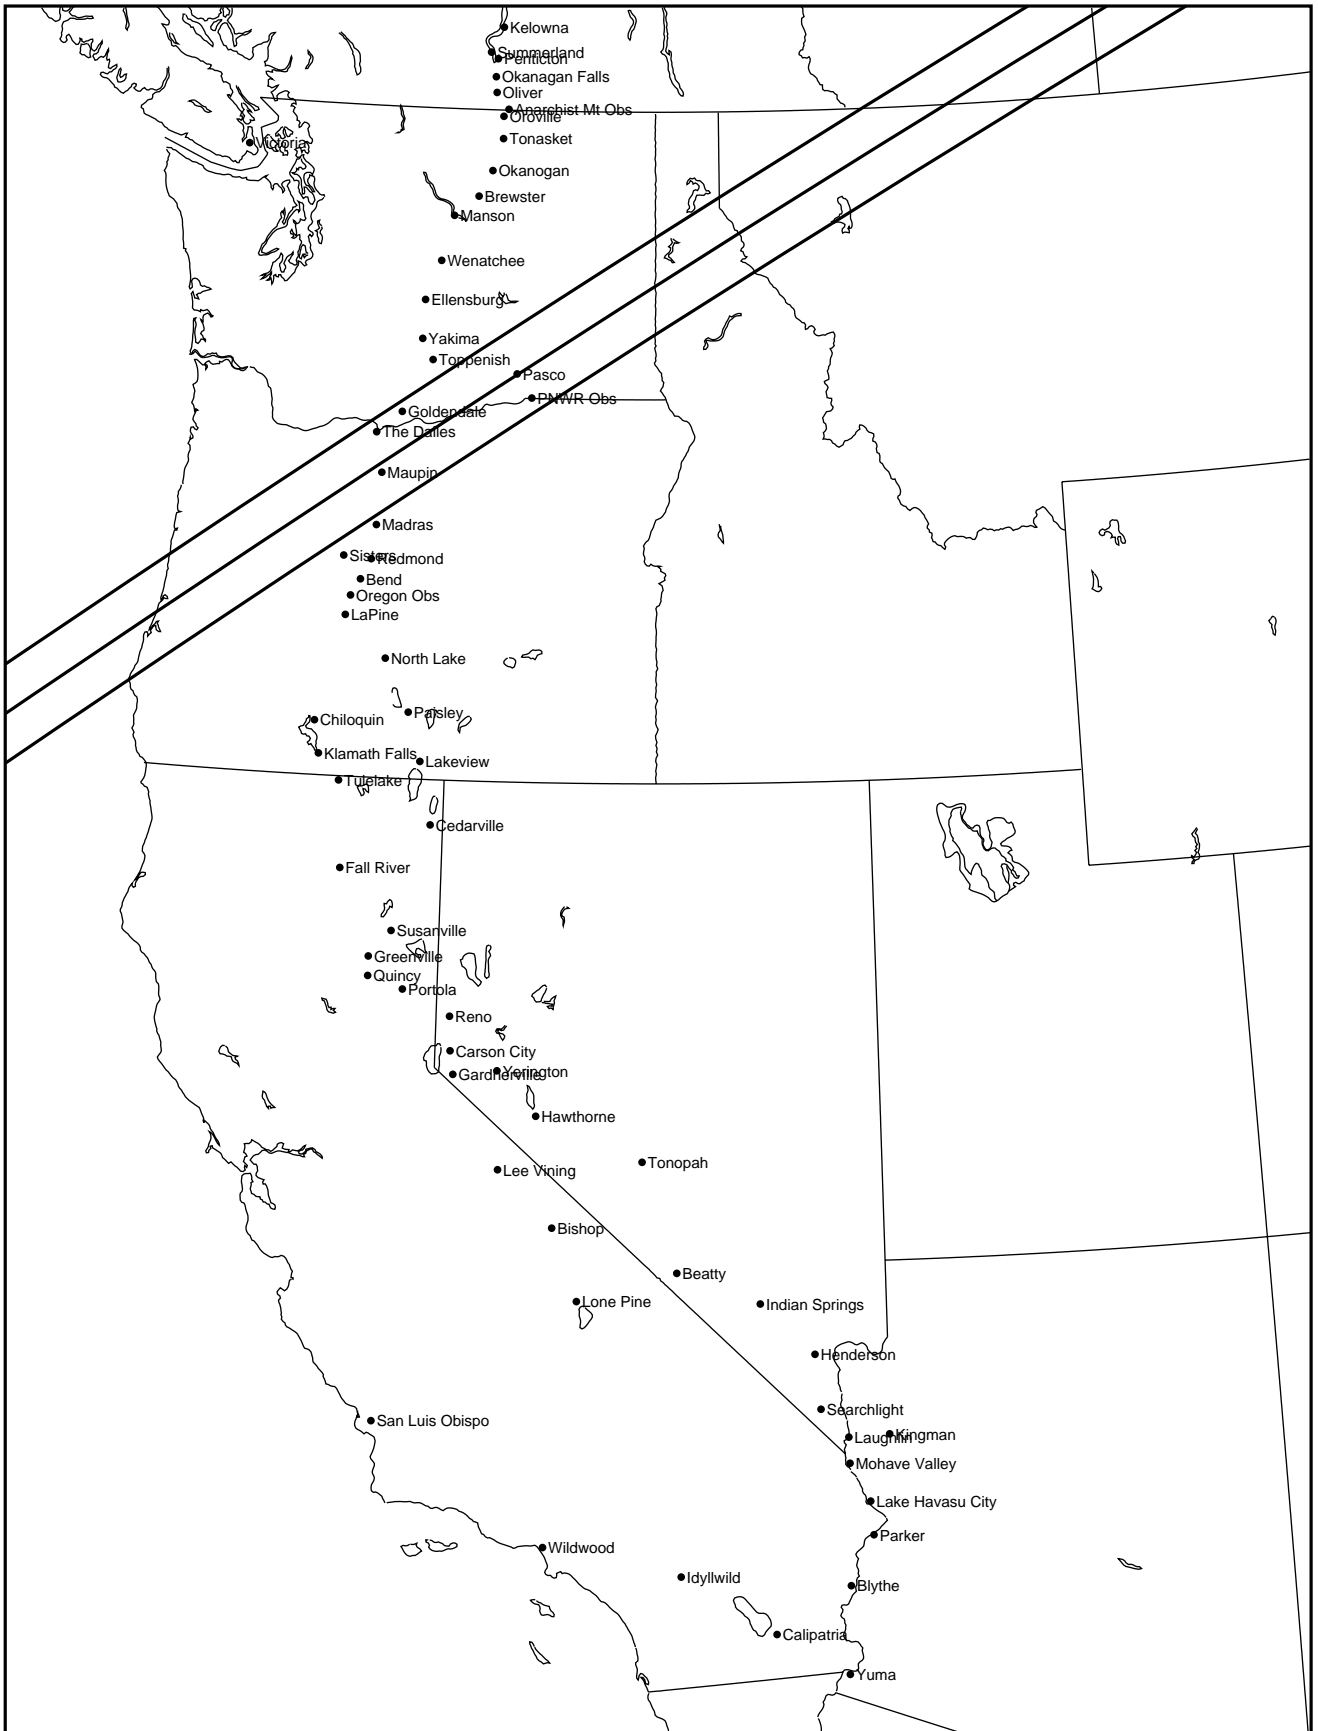 Kelowna
Summerland
Penticton
Okanagan Falls
Oliver
Anarchist Mt Obs
Oroville
Tonasket
Victoria
Okanogan
Brewster
Manson
Wenatchee
Ellensburg
Yakima
Toppenish
Pasco
PNWR Obs
Goldendale
The Dalles
Maupin
Madras
Sisters
Redmond
Bend
Oregon Obs
LaPine
North Lake
Paisley
Chiloquin
Klamath Falls
Lakeview
Tulelake
Cedarville
Fall River
Susanville
Greenville
Quincy
Portola
Reno
Carson City
Yerington
Gardnerville
Hawthorne
Tonopah
Lee Vining
Bishop
Beatty
Lone Pine
Indian Springs
Henderson
Searchlight
San Luis Obispo
Kingman
Laughlin
Mohave Valley
Lake Havasu City
Parker
Wildwood
Idyllwild
Blythe
Calipatria
Yuma